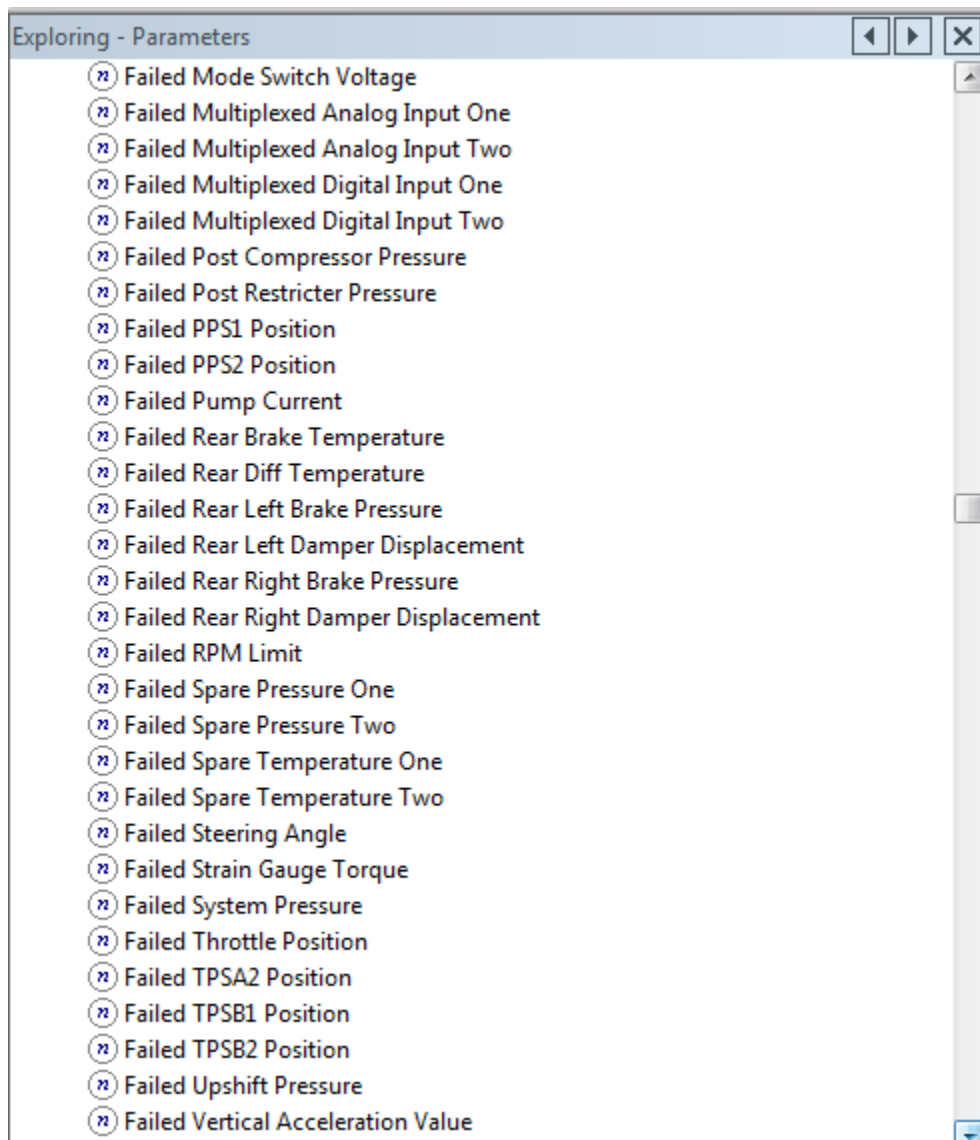 Exploring - Parameters
Failed Mode Switch Voltage
Failed Multiplexed Analog Input One
Failed Multiplexed Analog Input Two
Failed Multiplexed Digital Input One
Failed Multiplexed Digital Input Two
Failed Post Compressor Pressure
Failed Post Restricter Pressure
Failed PPS1 Position
Failed PPS2 Position
Failed Pump Current
Failed Rear Brake Temperature
Failed Rear Diff Temperature
Failed Rear Left Brake Pressure
Failed Rear Left Damper Displacement
Failed Rear Right Brake Pressure
Failed Rear Right Damper Displacement
Failed RPM Limit
Failed Spare Pressure One
Failed Spare Pressure Two
Failed Spare Temperature One
Failed Spare Temperature Two
Failed Steering Angle
Failed Strain Gauge Torque
Failed System Pressure
Failed Throttle Position
Failed TPSA2 Position
Failed TPSB1 Position
Failed TPSB2 Position
Failed Upshift Pressure
Failed Vertical Acceleration Value